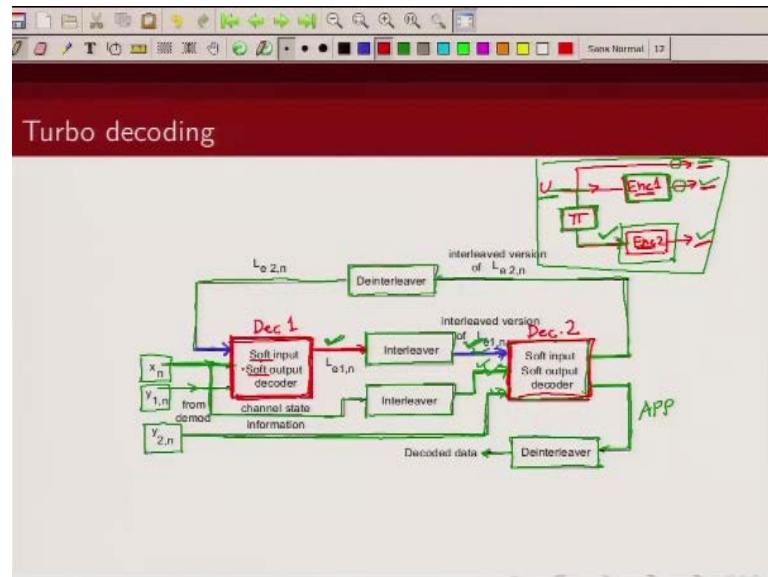 T
Sans Normal 12
Turbo decoding
U
Enc1
π
Enc2
L e 2,n
Deinterleaver
interleaved version
of L e 2,n
Dec 1
Soft input
Soft output
decoder
L e1,n
Interleaver
interleaved version
of L e1,n
Dec. 2
Soft input
Soft output
decoder
x n
y 1,n
y 2,n
from
demod
channel state
information
Interleaver
APP
Decoded data
Deinterleaver